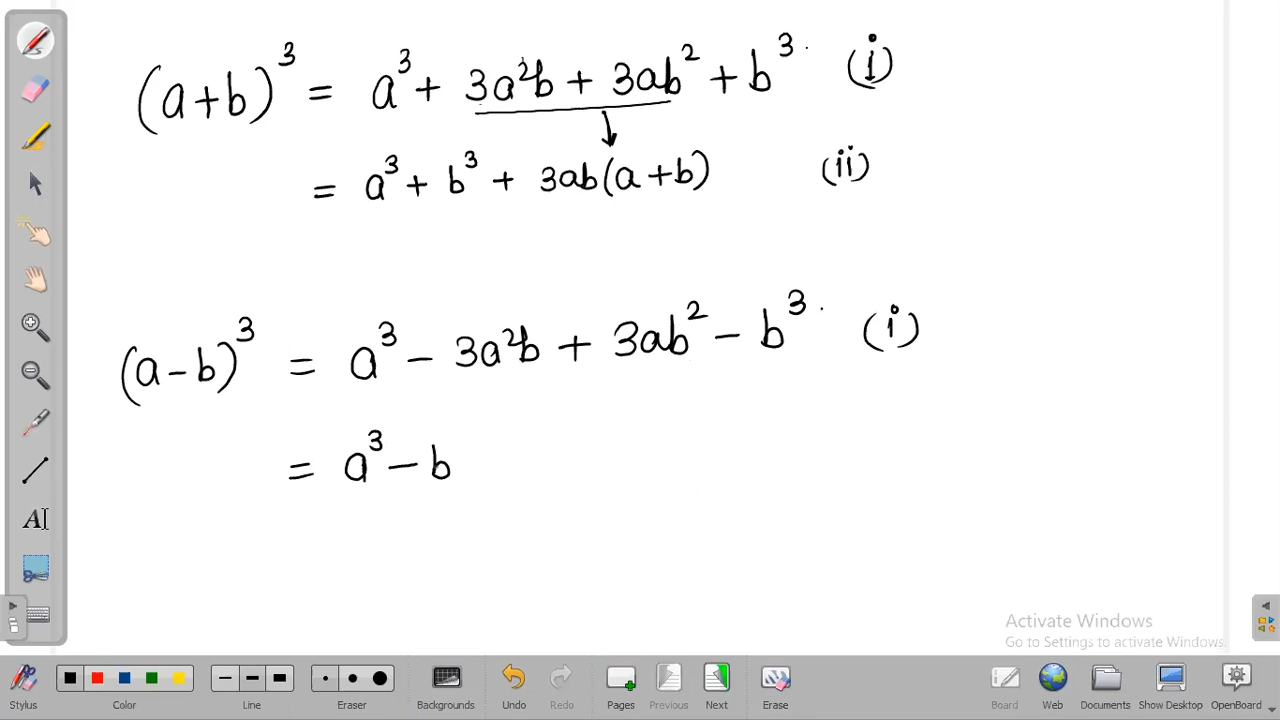 (a+b)³ = a³ + 3a²b + 3ab² + b³ (i)
= a³ + b³ + 3ab(a+b) (ii)
(a-b)³ = a³ - 3a²b + 3ab² - b³ (i)
= a³ - b
AI
Activate Windows
Go to Settings to activate Windows.
Stylus Color Line Eraser Backgrounds Undo Redo Pages Previous Next Erase Board Web Documents Show Desktop OpenBoard